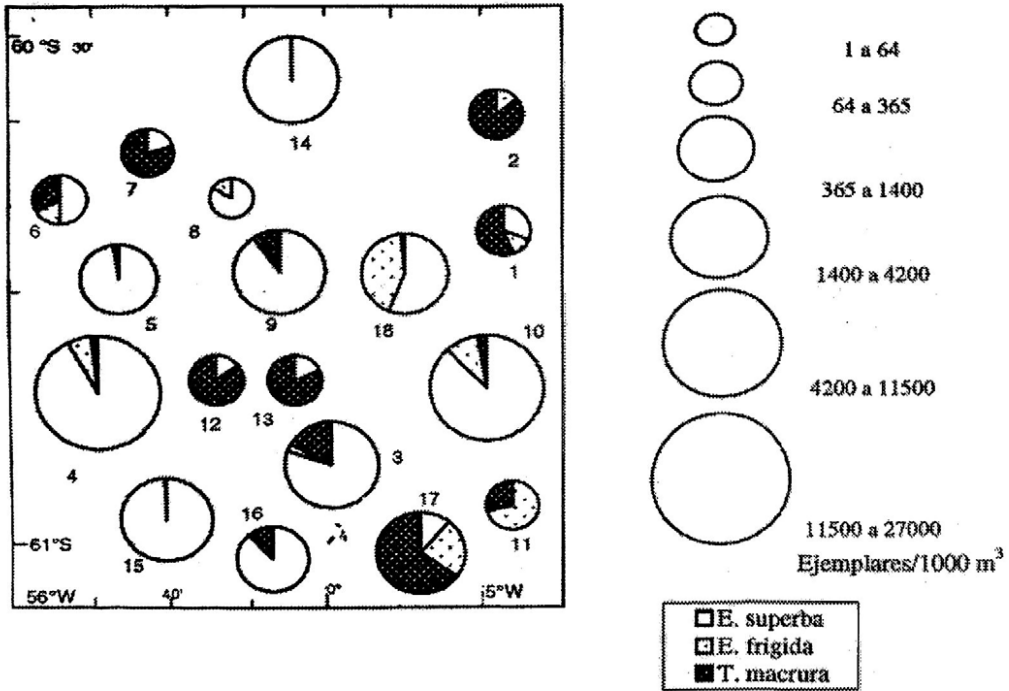 60 °S 30'
14
2
7
6
8
1
5
9
18
10
12
13
4
3
15
16
17
11
61°S
56°W
40'
0°
5°W
1 a 64
64 a 365
365 a 1400
1400 a 4200
4200 a 11500
11500 a 27000
Ejemplares/1000 m³
E. superba
E. frigida
T. macrura